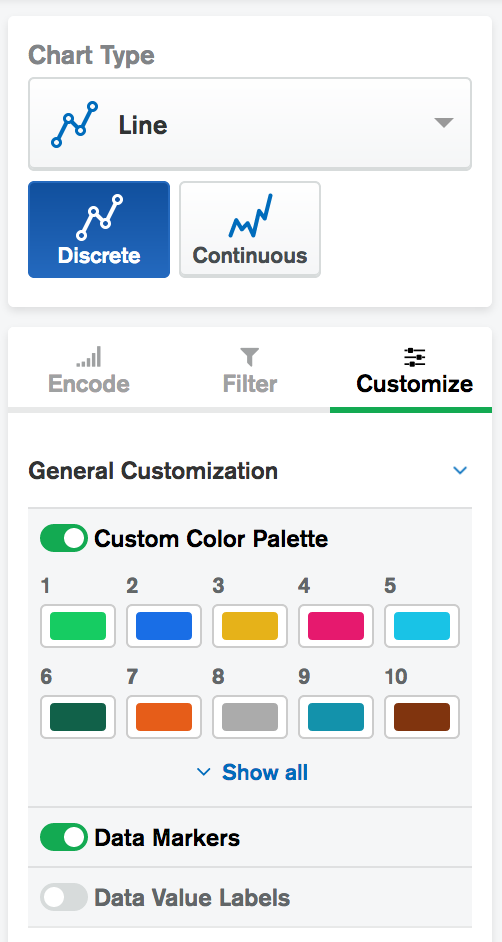 Chart Type
Line
Discrete Continuous
Encode Filter Customize
General Customization
Custom Color Palette
1 2 3 4 5
6 7 8 9 10
Show all
Data Markers
Data Value Labels